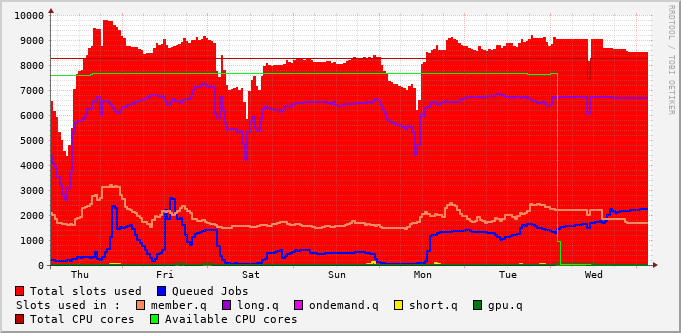 10000
9000
8000
7000
6000
5000
4000
3000
2000
1000
0
Thu Fri Sat Sun Mon Tue Wed
RRDTOOL / TOBI OETIKER
Total slots used Queued Jobs
Slots used in : member.q long.q ondemand.q short.q gpu.q
Total CPU cores Available CPU cores